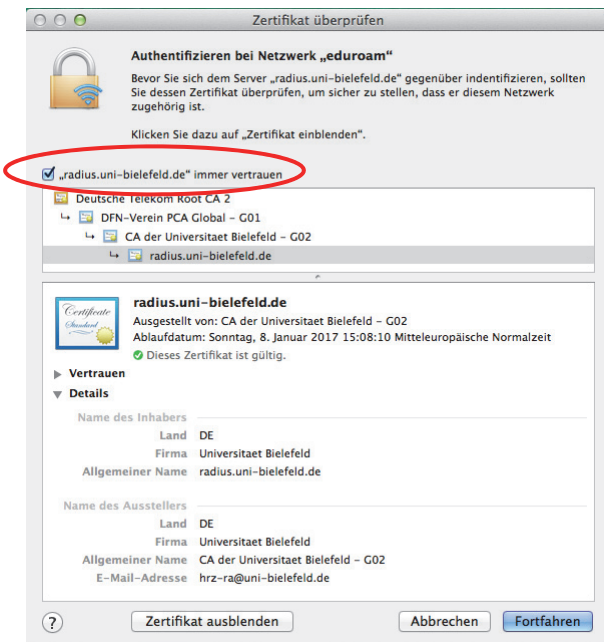 Zertifikat überprüfen
Authentifizieren bei Netzwerk „eduroam“
Bevor Sie sich dem Server „radius.uni-bielefeld.de“ gegenüber indentifizieren, sollten
Sie dessen Zertifikat überprüfen, um sicher zu stellen, dass er diesem Netzwerk
zugehörig ist.
Klicken Sie dazu auf „Zertifikat einblenden“.
„radius.uni-bielefeld.de“ immer vertrauen
Deutsche Telekom Root CA 2
DFN-Verein PCA Global - G01
CA der Universitaet Bielefeld - G02
radius.uni-bielefeld.de
Certificate
Standard
radius.uni-bielefeld.de
Ausgestellt von: CA der Universitaet Bielefeld - G02
Ablaufdatum: Sonntag, 8. Januar 2017 15:08:10 Mitteleuropäische Normalzeit
Dieses Zertifikat ist gültig.
Vertrauen
Details
Name des Inhabers
Land DE
Firma Universitaet Bielefeld
Allgemeiner Name radius.uni-bielefeld.de
Name des Ausstellers
Land DE
Firma Universitaet Bielefeld
Allgemeiner Name CA der Universitaet Bielefeld - G02
E-Mail-Adresse hrz-ra@uni-bielefeld.de
? Zertifikat ausblenden Abbrechen Fortfahren